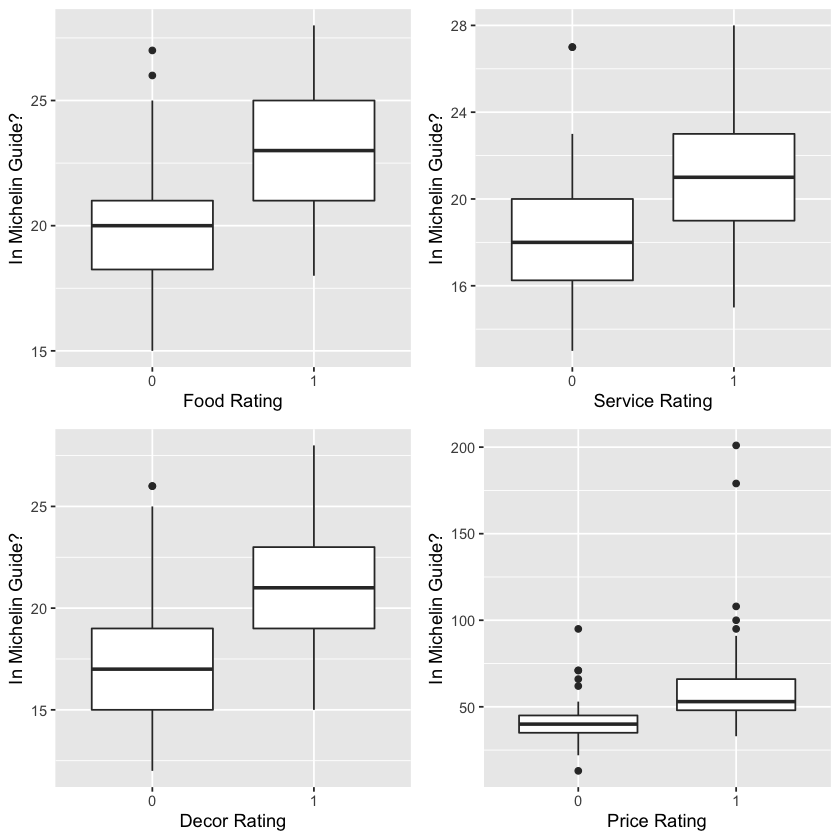 In Michelin Guide?
25
20
15
0
1
Food Rating
In Michelin Guide?
28
24
20
16
0
1
Service Rating
In Michelin Guide?
25
20
15
0
1
Decor Rating
In Michelin Guide?
200
150
100
50
0
1
Price Rating